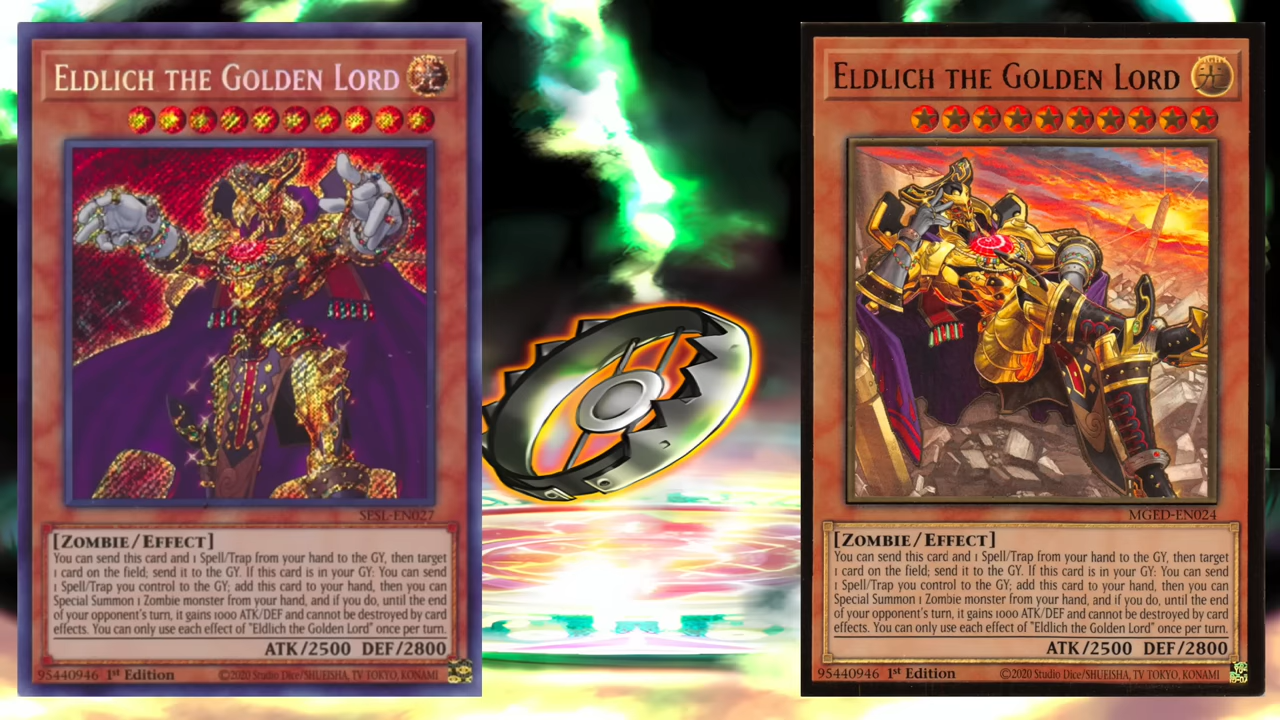 ELDLICH THE GOLDEN LORD
SESL-EN027
[ZOMBIE/EFFECT]
You can send this card and 1 Spell/Trap from your hand to the GY, then target
1 card on the field; send it to the GY. If this card is in your GY: You can send
1 Spell/Trap you control to the GY; add this card to your hand, then you can
Special Summon 1 Zombie monster from your hand, and if you do, until the end
of your opponent's turn, it gains 1000 ATK/DEF and cannot be destroyed by card
effects. You can only use each effect of "Eldlich the Golden Lord" once per turn.
ATK/2500 DEF/2800
95440946 1st Edition ©2020 Studio Dice/SHUEISHA, TV TOKYO, KONAMI
ELDLICH THE GOLDEN LORD
LIGHT
光
MGED-EN024
[ZOMBIE/EFFECT]
You can send this card and 1 Spell/Trap from your hand to the GY, then target
1 card on the field; send it to the GY. If this card is in your GY: You can send
1 Spell/Trap you control to the GY; add this card to your hand, then you can
Special Summon 1 Zombie monster from your hand, and if you do, until the end
of your opponent's turn, it gains 1000 ATK/DEF and cannot be destroyed by card
effects. You can only use each effect of "Eldlich the Golden Lord" once per turn.
ATK/2500 DEF/2800
95440946 1st Edition ©2020 Studio Dice/SHUEISHA, TV TOKYO, KONAMI